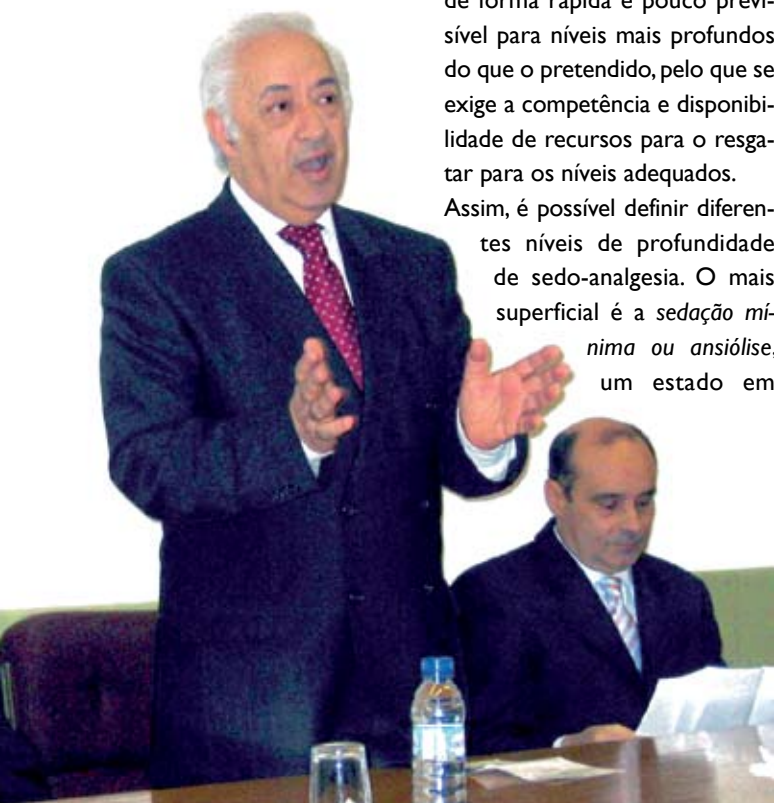 de forma rápida e pouco previ-
sível para níveis mais profundos
do que o pretendido, pelo que se
exige a competência e disponibi-
lidade de recursos para o resga-
tar para os níveis adequados.
Assim, é possível definir diferen-
tes níveis de profundidade
de sedo-analgesia. O mais
superficial é a sedação mí-
nima ou ansiólise,
um estado em